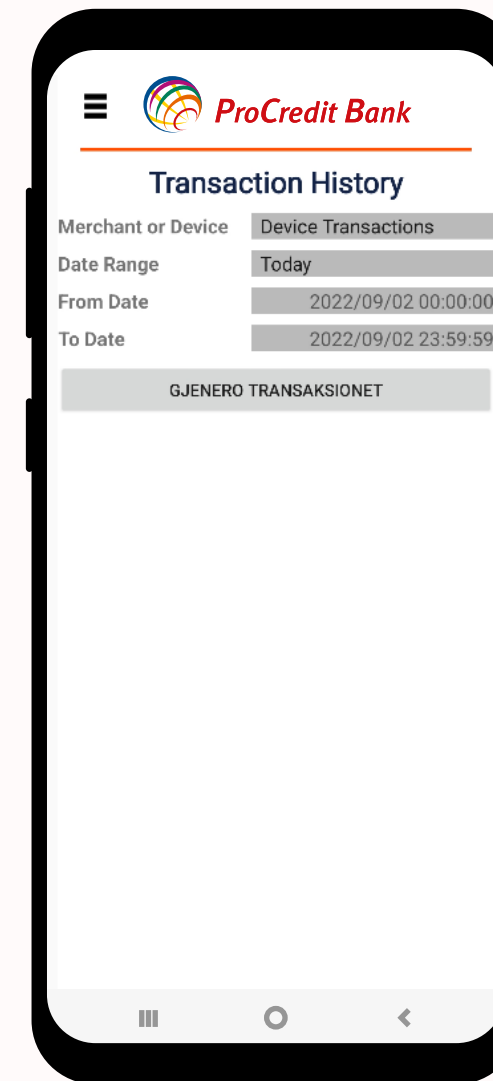 ProCredit Bank
Transaction History
Merchant or Device Device Transactions
Date Range Today
From Date 2022/09/02 00:00:00
To Date 2022/09/02 23:59:59
GJENERO TRANSAKSIONET